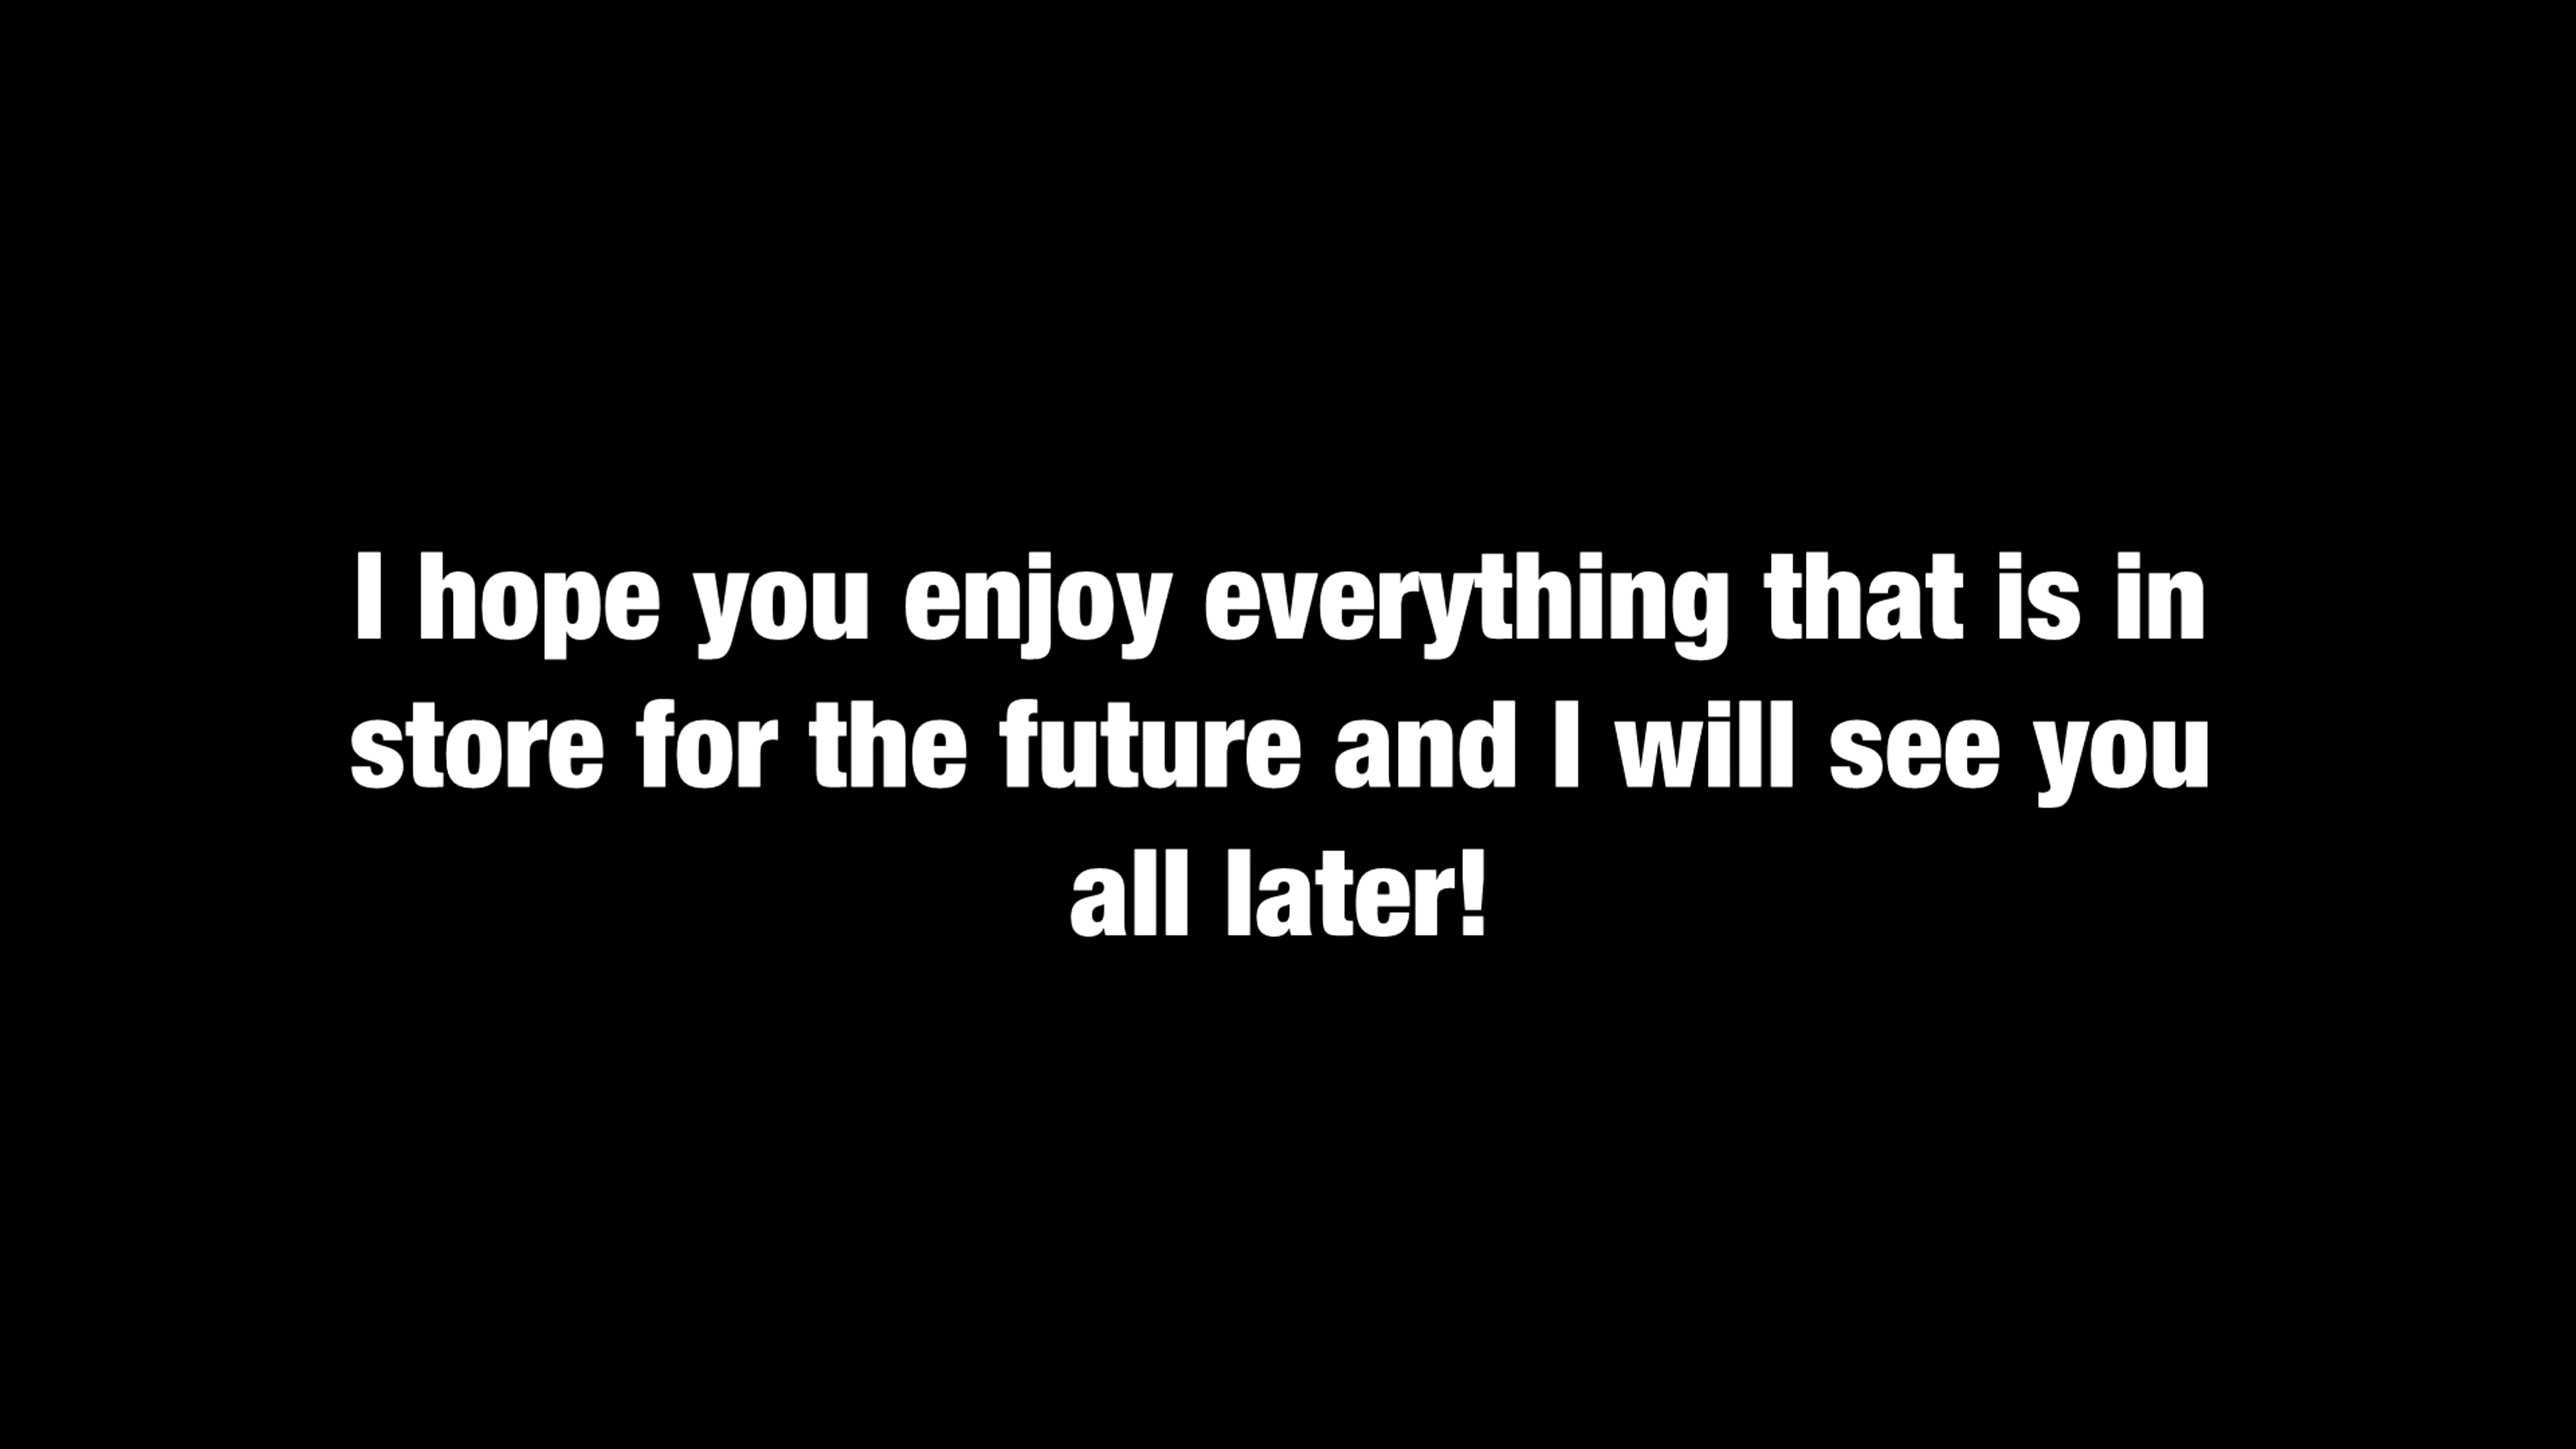 I hope you enjoy everything that is in
store for the future and I will see you
all later!